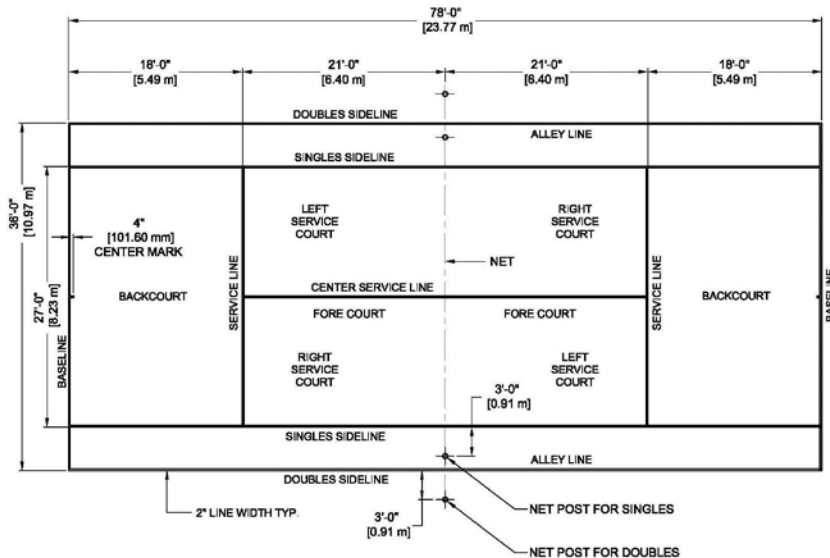 78'-0"
[23.77 m]
18'-0"
[5.49 m]
21'-0"
[6.40 m]
21'-0"
[6.40 m]
18'-0"
[5.49 m]
DOUBLES SIDELINE
ALLEY LINE
SINGLES SIDELINE
36'-0"
[10.97 m]
27'-0"
[8.23 m]
4"
[101.60 mm]
CENTER MARK
LEFT
SERVICE
COURT
RIGHT
SERVICE
COURT
NET
BACKCOURT
SERVICE LINE
CENTER SERVICE LINE
SERVICE LINE
BACKCOURT
BASELINE
BASELINE
FORE COURT
FORE COURT
RIGHT
SERVICE
COURT
LEFT
SERVICE
COURT
3'-0"
[0.91 m]
SINGLES SIDELINE
ALLEY LINE
DOUBLES SIDELINE
2" LINE WIDTH TYP.
3'-0"
[0.91 m]
NET POST FOR SINGLES
NET POST FOR DOUBLES